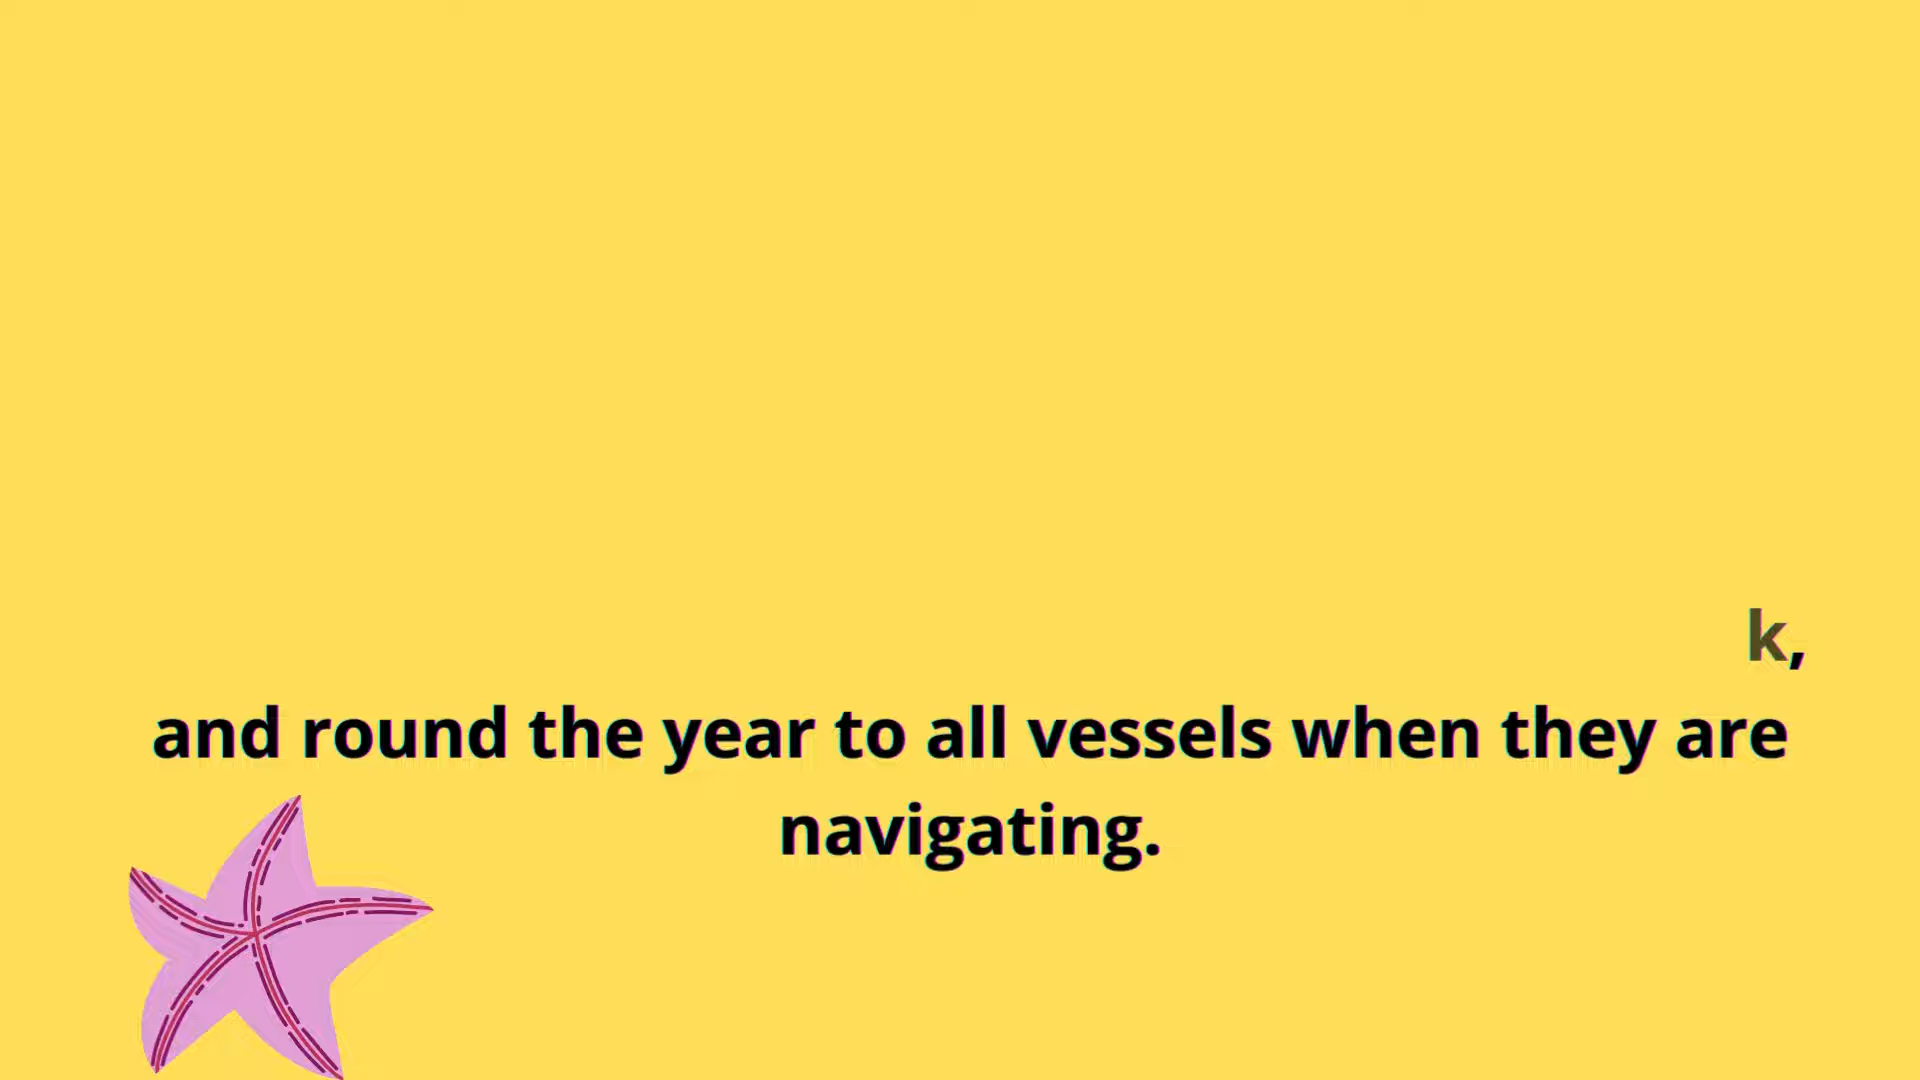 k,
and round the year to all vessels when they are
navigating.